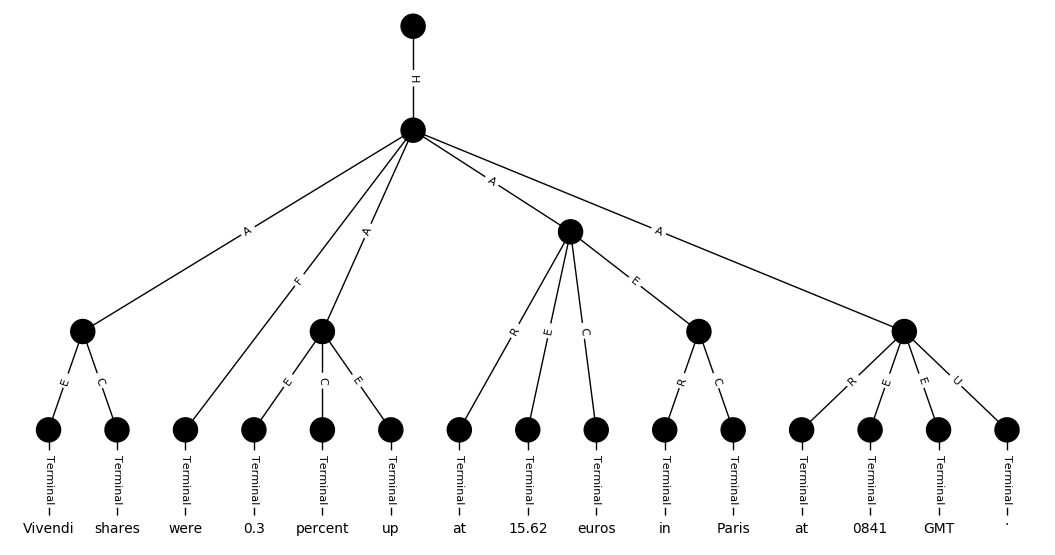 H
A
A
F
A
A
E
E
C
E
C
E
R
E
C
R
C
R
E
E
U
Terminal Terminal Terminal Terminal Terminal Terminal Terminal Terminal Terminal Terminal Terminal Terminal Terminal Terminal Terminal
Vivendi shares were 0.3 percent up at 15.62 euros in Paris at 0841 GMT .